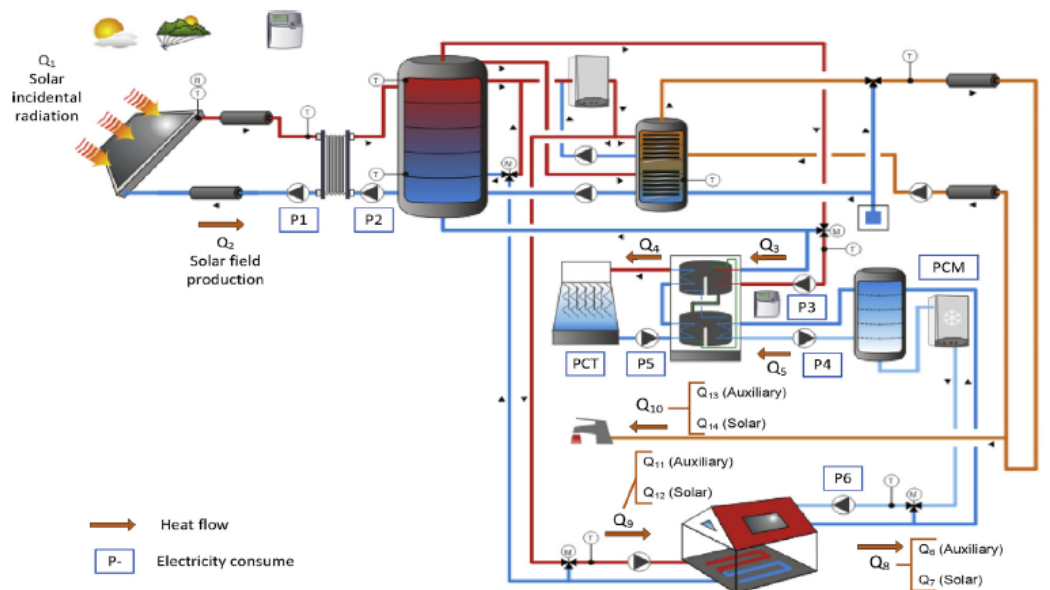 Q₁
Solar
incidental
radiation
R
T
T
T
T
T
T
M
T
P1
P2
Q₂
Solar field
production
M
T
Q₄
Q₃
PCM
P3
PCT
P5
P4
Q₅
Q₁₀
Q₁₃ (Auxiliary)
Q₁₄ (Solar)
Q₁₁ (Auxiliary)
Q₁₂ (Solar)
Q₉
P6
T
M
M
T
Heat flow
P-
Electricity consume
Q₈
Q₆ (Auxiliary)
Q₇ (Solar)